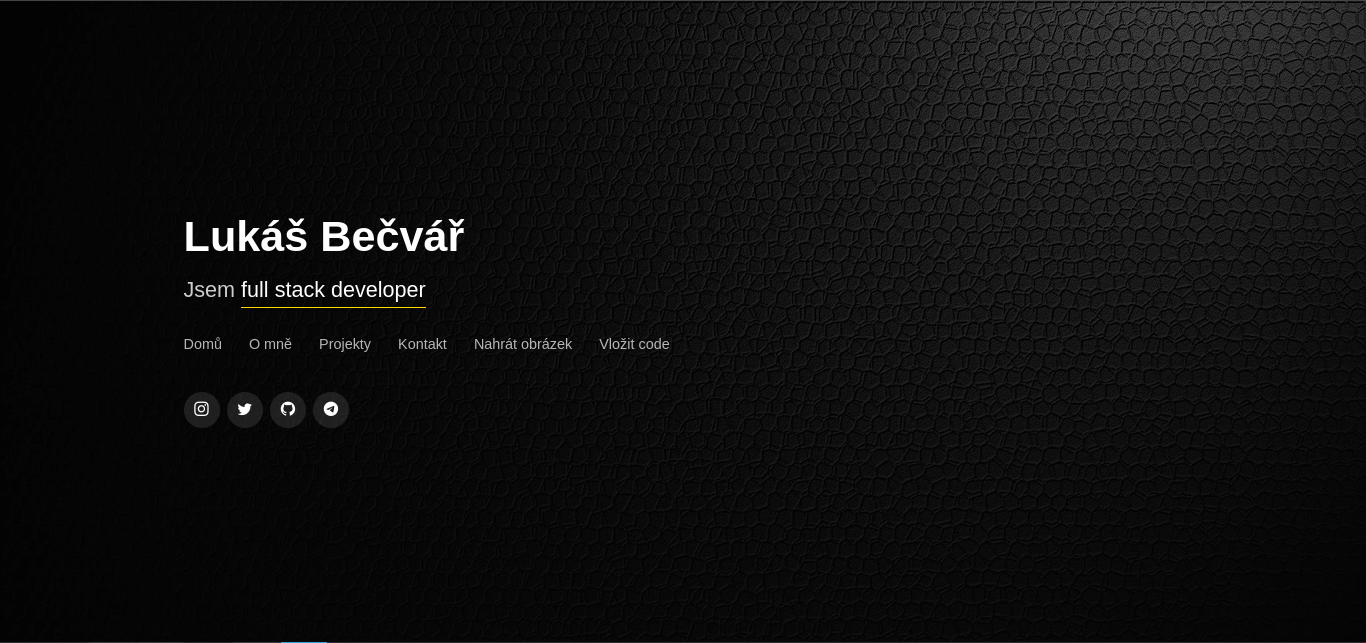 Lukáš Bečvář
Jsem full stack developer
Domů O mně Projekty Kontakt Nahrát obrázek Vložit code